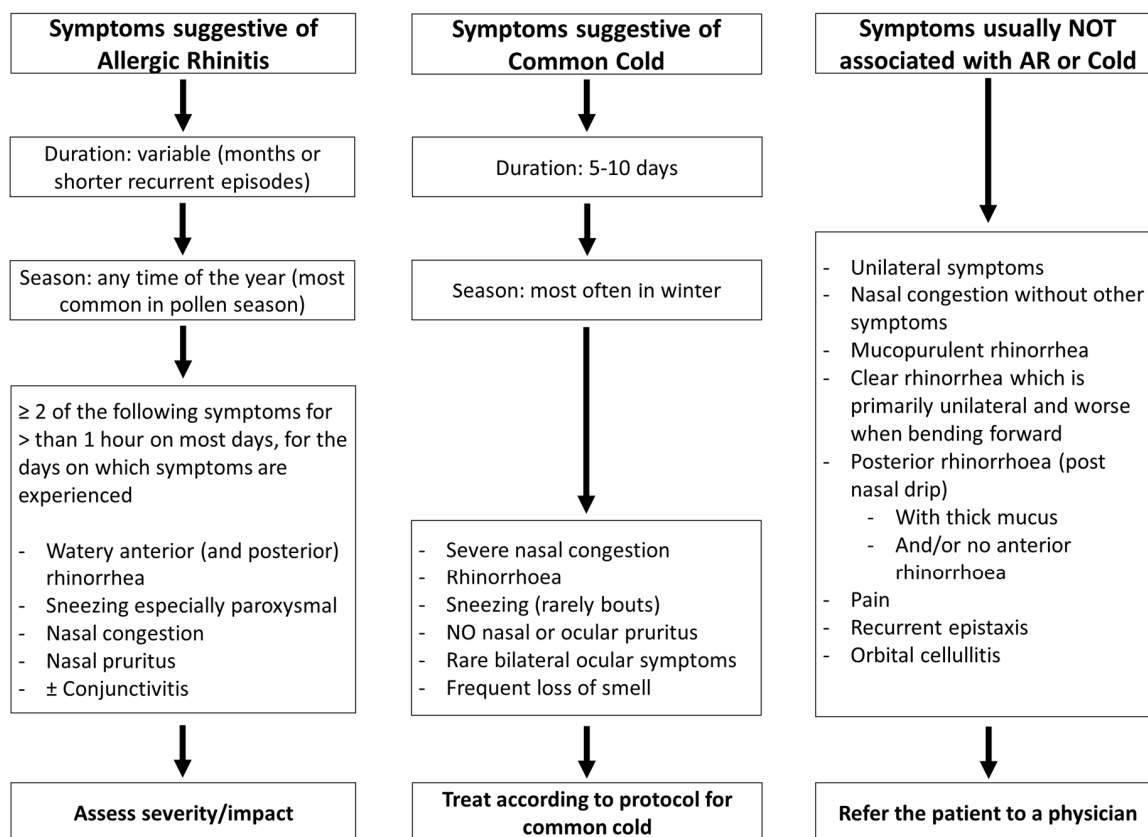 Symptoms suggestive of
Allergic Rhinitis
Duration: variable (months or
shorter recurrent episodes)
Season: any time of the year (most
common in pollen season)
≥ 2 of the following symptoms for
> than 1 hour on most days, for the
days on which symptoms are
experienced
- Watery anterior (and posterior)
rhinorrhea
- Sneezing especially paroxysmal
- Nasal congestion
- Nasal pruritus
- ± Conjunctivitis
Assess severity/impact
Symptoms suggestive of
Common Cold
Duration: 5-10 days
Season: most often in winter
- Severe nasal congestion
- Rhinorrhoea
- Sneezing (rarely bouts)
- NO nasal or ocular pruritus
- Rare bilateral ocular symptoms
- Frequent loss of smell
Treat according to protocol for
common cold
Symptoms usually NOT
associated with AR or Cold
- Unilateral symptoms
- Nasal congestion without other
symptoms
- Mucopurulent rhinorrhea
- Clear rhinorrhea which is
primarily unilateral and worse
when bending forward
- Posterior rhinorrhoea (post
nasal drip)
- With thick mucus
- And/or no anterior
rhinorrhoea
- Pain
- Recurrent epistaxis
- Orbital cellullitis
Refer the patient to a physician